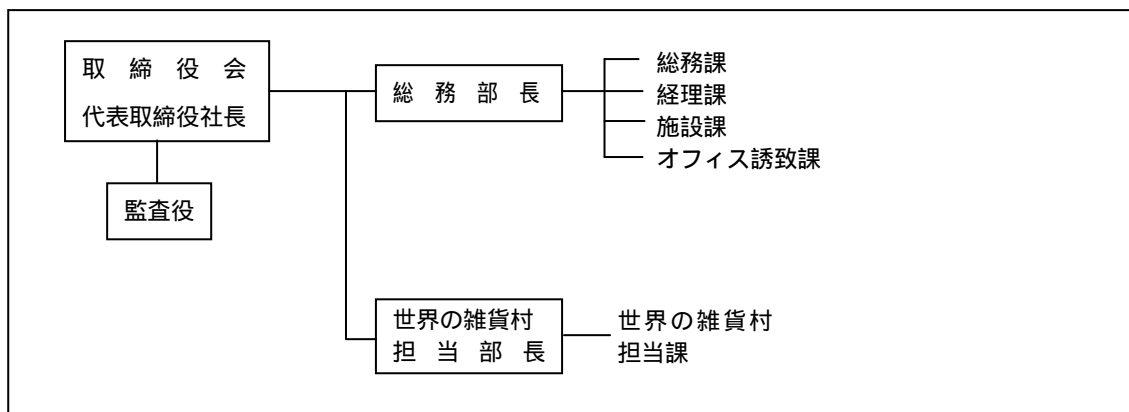 取締役会
代表取締役社長
監査役
総務部長
総務課
経理課
施設課
オフィス誘致課
世界の雑貨村
担当部長
世界の雑貨村
担当課